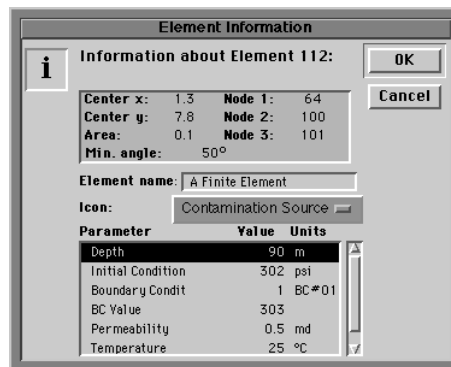 Element Information
i
Information about Element 112:
OK
Cancel
Center x: 1.3 Node 1: 64
Center y: 7.8 Node 2: 100
Area: 0.1 Node 3: 101
Min. angle: 50°
Element name: A Finite Element
Icon: Contamination Source
Parameter Value Units
Depth 90 m
Initial Condition 302 psi
Boundary Condit 1 BC#01
BC Value 303
Permeability 0.5 md
Temperature 25 °C